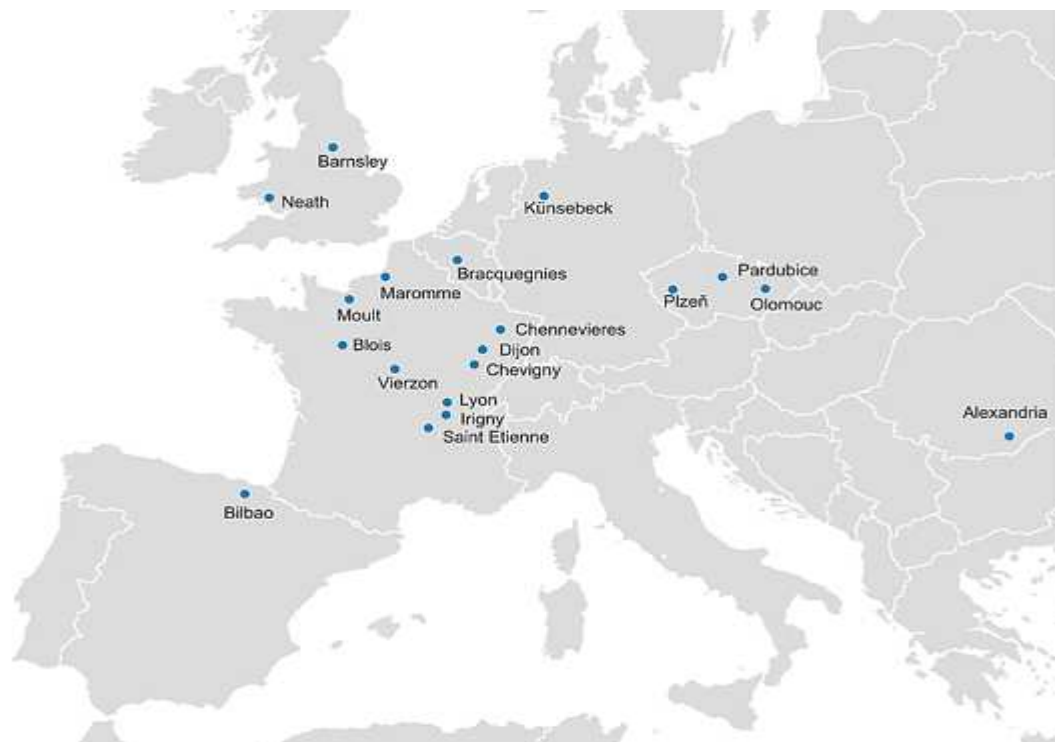 Barnsley
Neath
Künsebeck
Bracquegnies
Maromme
Moult
Pardubice
Plzeñ
Olomouc
Chennevieres
Blois
Dijon
Chevigny
Vierzon
Lyon
Irigny
Saint Etienne
Alexandria
Bilbao